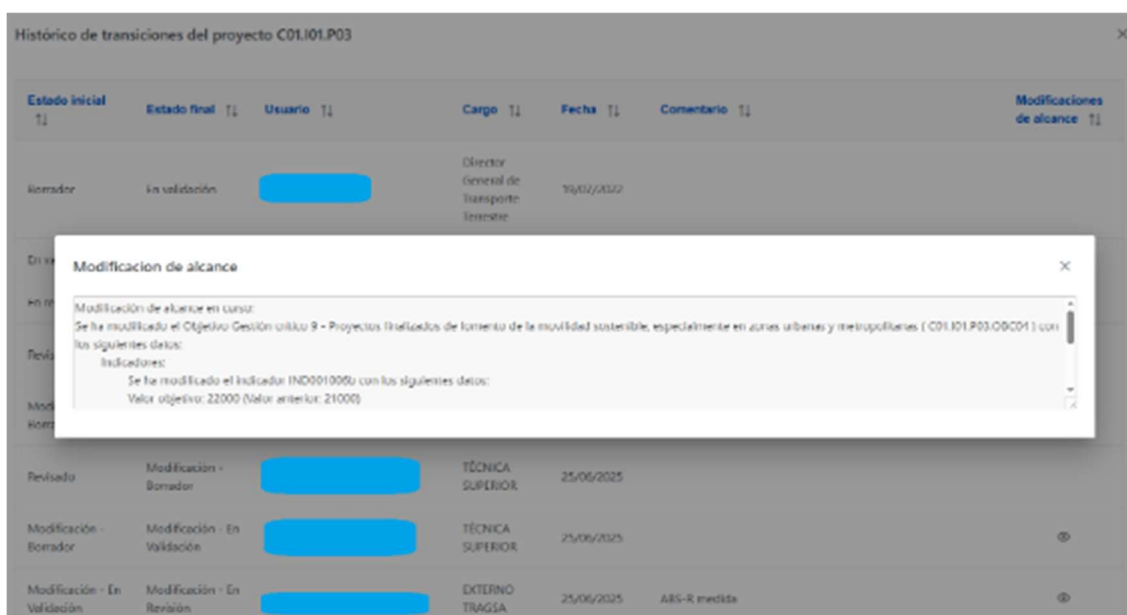 Histórico de transiciones del proyecto C01.I01.P03
Estado inicial Estado final Usuario Cargo Fecha Comentario Modificaciones de alcance
Borrador En validación Director General de Transporte Terrestre 18/02/2022
Modificacion de alcance
Modificación de alcance en curso:
Se ha modificado el Objetivo Gestión crítico 9 - Proyectos finalizados de fomento de la movilidad sostenible, especialmente en zonas urbanas y metropolitanas ( C01.I01.P03.OBC04 ) con
los siguientes datos:
Indicadores:
Se ha modificado el indicador IND001006b con los siguientes datos:
Valor objetivo: 22000 (Valor anterior: 21000)
Revisado Modificación - Borrador TÉCNICA SUPERIOR 25/06/2025
Modificación - Borrador Modificación - En Validación TÉCNICA SUPERIOR 25/06/2025
Modificación - En Validación Modificación - En Revisión EXTERNO TRAGSA 25/06/2025 ABS-R medida